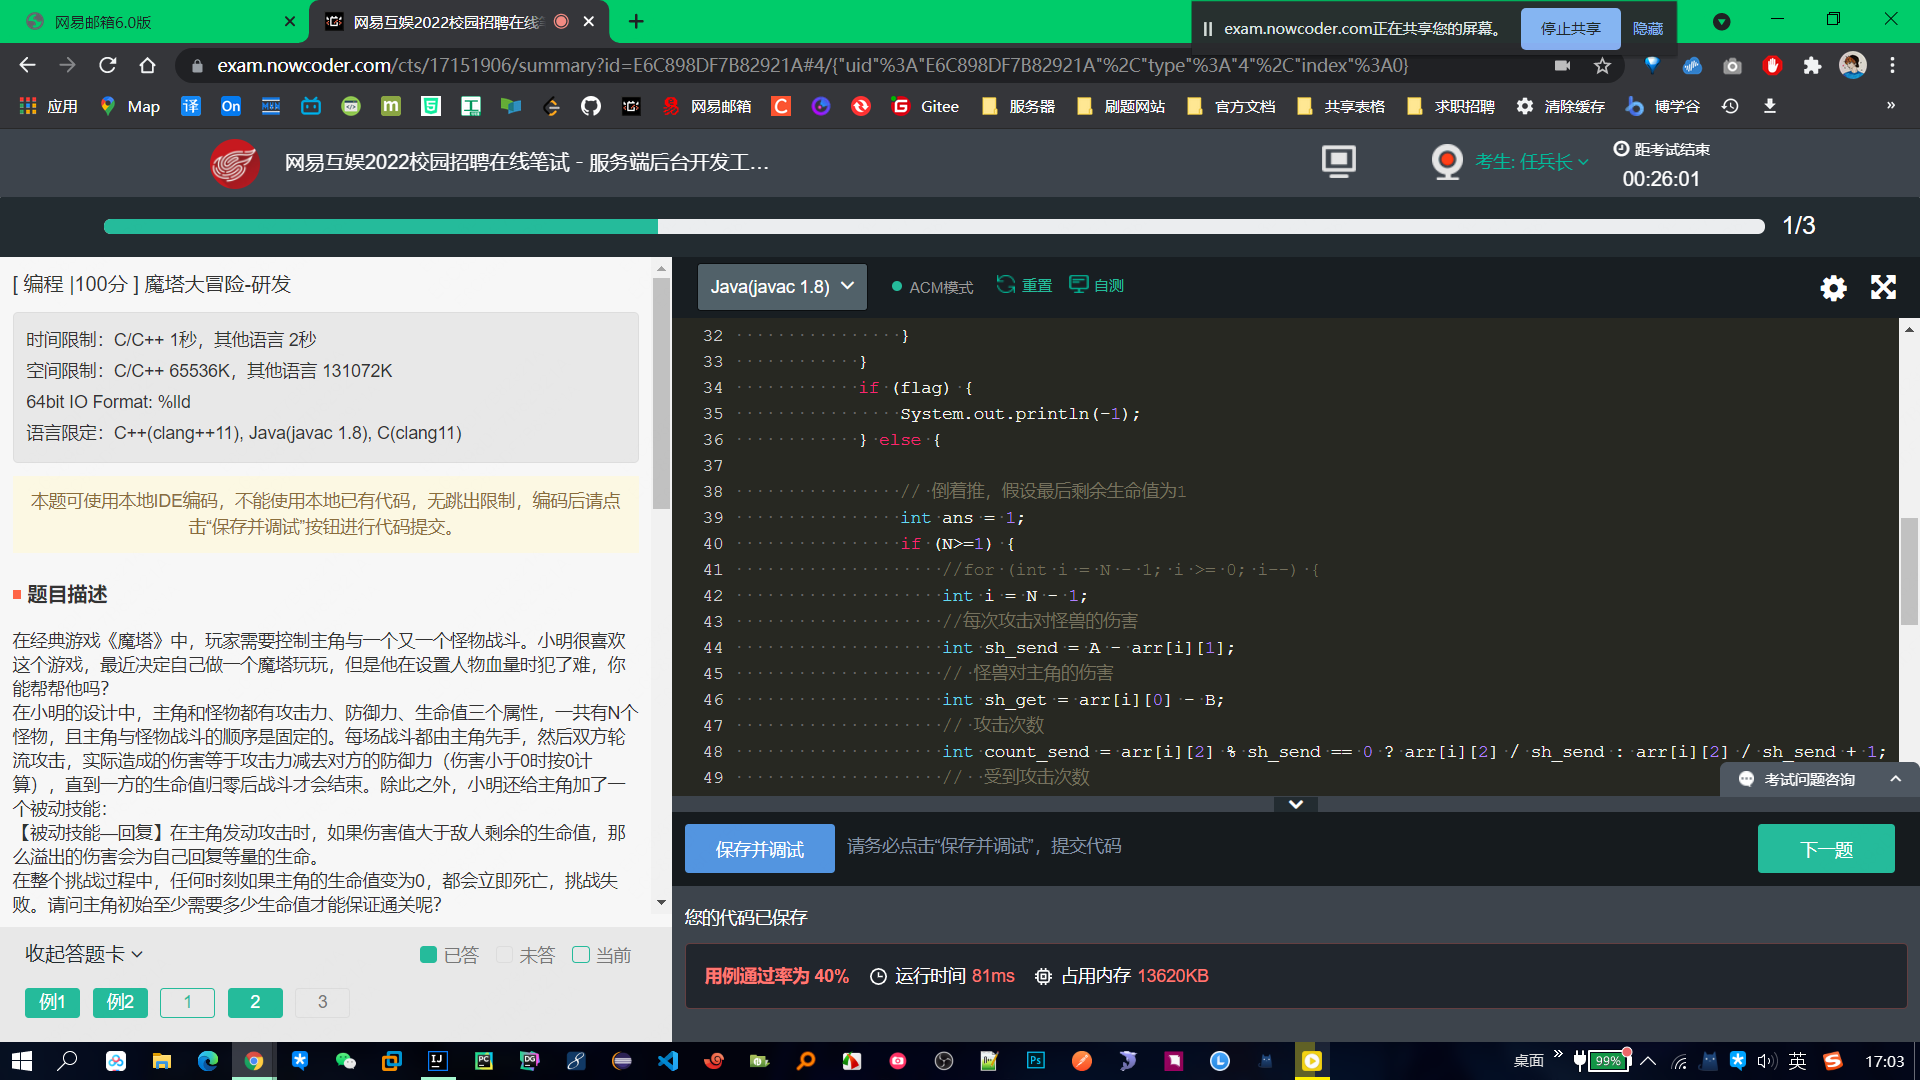 网易邮箱6.0版
网易互娱2022校园招聘在线
exam.nowcoder.com正在共享您的屏幕。
停止共享
隐藏
exam.nowcoder.com/cts/17151906/summary?id=E6C898DF7B82921A#4/{"uid"%3A"E6C898DF7B82921A"%2C"type"%3A"4"%2C"index"%3A0}
应用 Map 译 On 网易邮箱 Gitee 服务器 刷题网站 官方文档 共享表格 求职招聘 清除缓存 博学谷 »
网易互娱2022校园招聘在线笔试 - 服务端后台开发工...
考生: 任兵长
距考试结束
00:26:01
1/3
[ 编程 |100分 ] 魔塔大冒险-研发
时间限制：C/C++ 1秒，其他语言 2秒
空间限制：C/C++ 65536K，其他语言 131072K
64bit IO Format: %lld
语言限定：C++(clang++11), Java(javac 1.8), C(clang11)
本题可使用本地IDE编码，不能使用本地已有代码，无跳出限制，编码后请点
击“保存并调试”按钮进行代码提交。
题目描述
在经典游戏《魔塔》中，玩家需要控制主角与一个又一个怪物战斗。小明很喜欢
这个游戏，最近决定自己做一个魔塔玩玩，但是他在设置人物血量时犯了难，你
能帮帮他吗？
在小明的设计中，主角和怪物都有攻击力、防御力、生命值三个属性，一共有N个
怪物，且主角与怪物战斗的顺序是固定的。每场战斗都由主角先手，然后双方轮
流攻击，实际造成的伤害等于攻击力减去对方的防御力（伤害小于0时按0计
算），直到一方的生命值归零后战斗才会结束。除此之外，小明还给主角加了一
个被动技能：
【被动技能—回复】在主角发动攻击时，如果伤害值大于敌人剩余的生命值，那
么溢出的伤害会为自己回复等量的生命。
在整个挑战过程中，任何时刻如果主角的生命值变为0，都会立即死亡，挑战失
败。请问主角初始至少需要多少生命值才能保证通关呢？
收起答题卡
已答 未答 当前
例1 例2 1 2 3
Java(javac 1.8)
ACM模式
重置
自测
32 }
33 }
34 if (flag) {
35 System.out.println(-1);
36 } else {
37
38 // 倒着推，假设最后剩余生命值为1
39 int ans = 1;
40 if (N>=1) {
41 //for (int i = N - 1; i >= 0; i--) {
42 int i = N - 1;
43 //每次攻击对怪兽的伤害
44 int sh_send = A - arr[i][1];
45 // 怪兽对主角的伤害
46 int sh_get = arr[i][0] - B;
47 // 攻击次数
48 int count_send = arr[i][2] % sh_send == 0 ? arr[i][2] / sh_send : arr[i][2] / sh_send + 1;
49 // 受到攻击次数
考试问题咨询
保存并调试
请务必点击“保存并调试”，提交代码
下一题
您的代码已保存
用例通过率为 40% 运行时间 81ms 占用内存 13620KB
桌面 » 99% 英 17:03